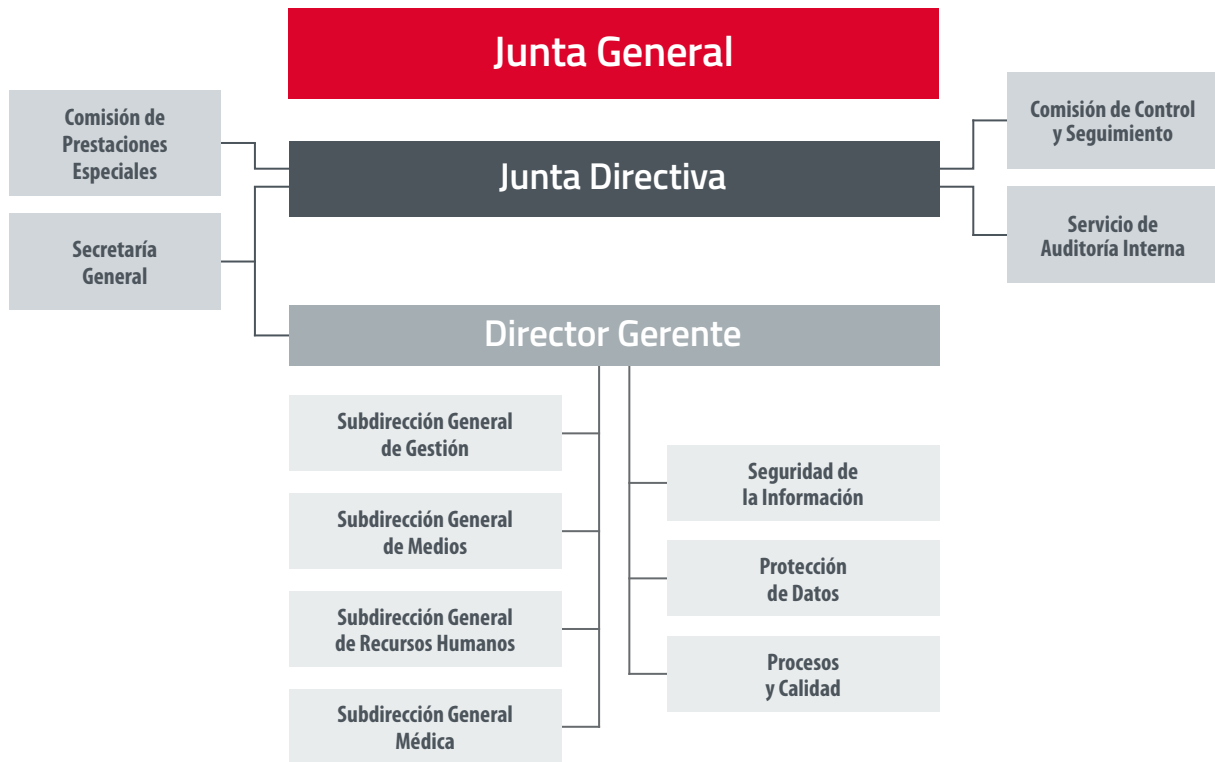 Junta General
Comisión de
Prestaciones
Especiales
Comisión de Control
y Seguimiento
Junta Directiva
Secretaría
General
Servicio de
Auditoría Interna
Director Gerente
Subdirección General
de Gestión
Subdirección General
de Medios
Subdirección General
de Recursos Humanos
Subdirección General
Médica
Seguridad de
la Información
Protección
de Datos
Procesos
y Calidad